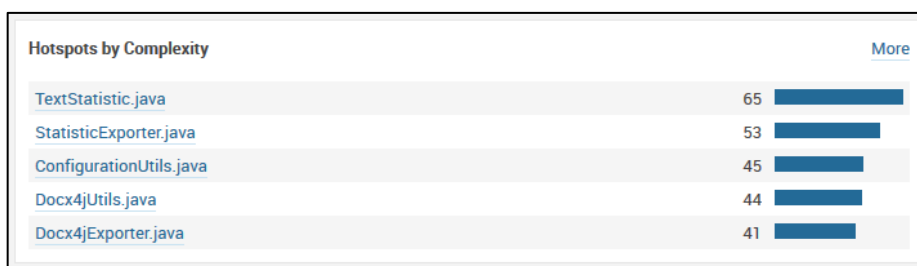 Hotspots by Complexity More
TextStatistic.java 65
StatisticExporter.java 53
ConfigurationUtils.java 45
Docx4jUtils.java 44
Docx4jExporter.java 41